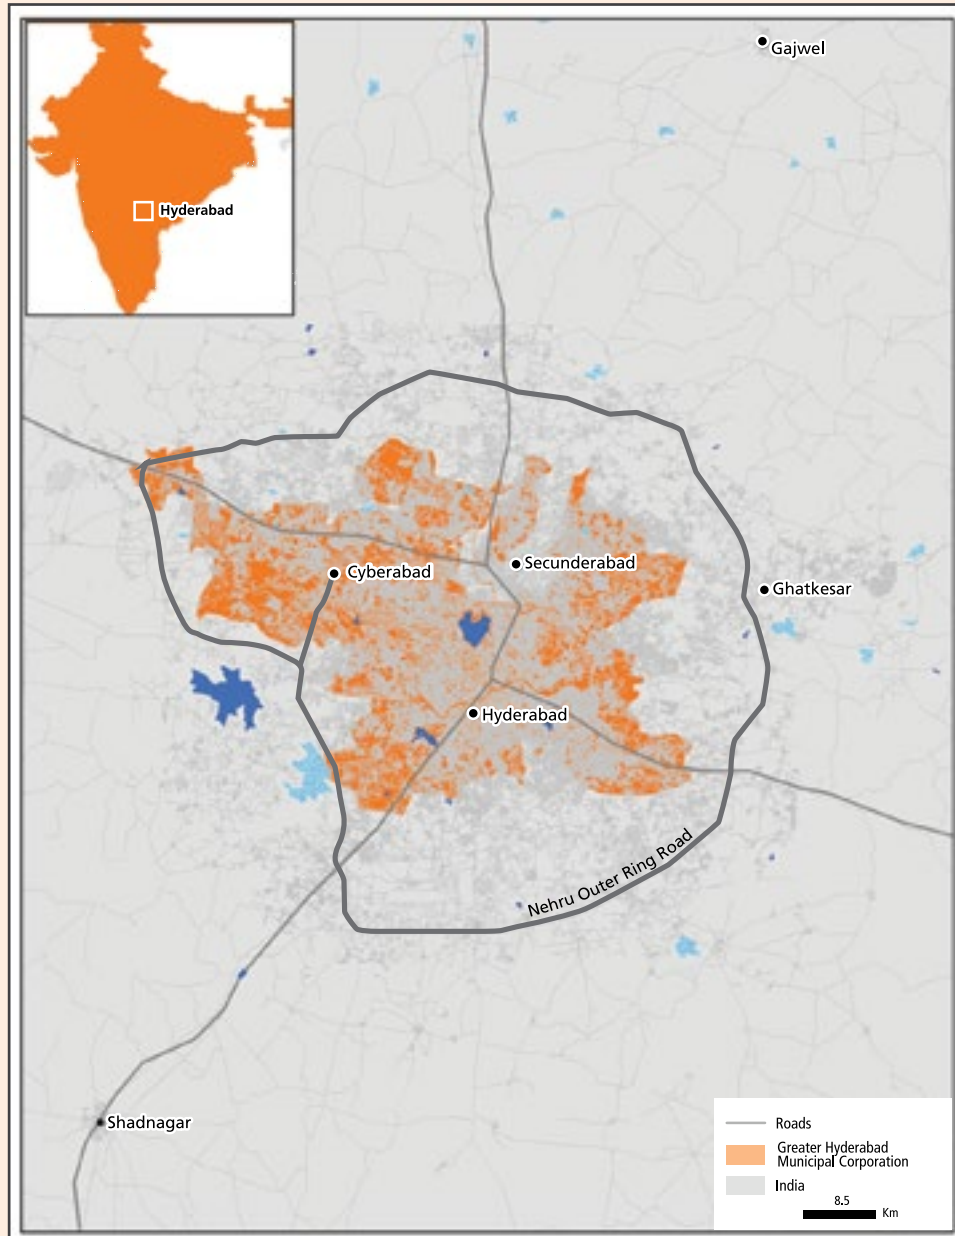 Gajwel
Hyderabad
Secunderabad
Cyberabad
Ghatkesar
Hyderabad
Nehru Outer Ring Road
Shadnagar
Roads
Greater Hyderabad
Municipal Corporation
India
8.5
Km